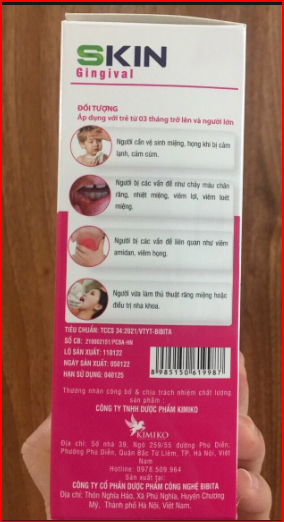 SKIN
Gingival
ĐỐI TƯỢNG
Áp dụng với trẻ từ 03 tháng trở lên và người lớn
Người cần vệ sinh miệng, họng khi bị cảm
lạnh, cảm cúm.
Người bị các vấn đề như chảy máu chân
răng, nhiệt miệng, viêm lợi, viêm loét
miệng.
Người bị các vấn đề liên quan như viêm
amidan, viêm họng.
Người vừa làm thủ thuật răng miệng hoặc
điều trị nha khoa.
TIÊU CHUẨN: TCCS 34:2021/VTYT-BIBITA
SỐ CB: 210002151/PCBA-HN
LÔ SẢN XUẤT: 110122
NGÀY SẢN XUẤT: 050122
HẠN SỬ DỤNG: 040125
8 985150 619987
Thương nhân công bố & chịu trách nhiệm chất lượng
sản phẩm :
CÔNG TY TNHH DƯỢC PHẨM KIMIKO
KIMIKO
Địa chỉ: Số nhà 39, Ngõ 259/55 đường Phú Diễn,
Phường Phú Diễn, Quận Bắc Từ Liêm, TP. Hà Nội, Việt
Nam
Hotline: 0978.509.964
Sản xuất tại:
CÔNG TY CỔ PHẦN DƯỢC PHẨM CÔNG NGHỆ BIBITA
Địa chỉ: Thôn Nghĩa Hảo, Xã Phú Nghĩa, Huyện Chương
Mỹ, Thành phố Hà Nội, Việt Nam.